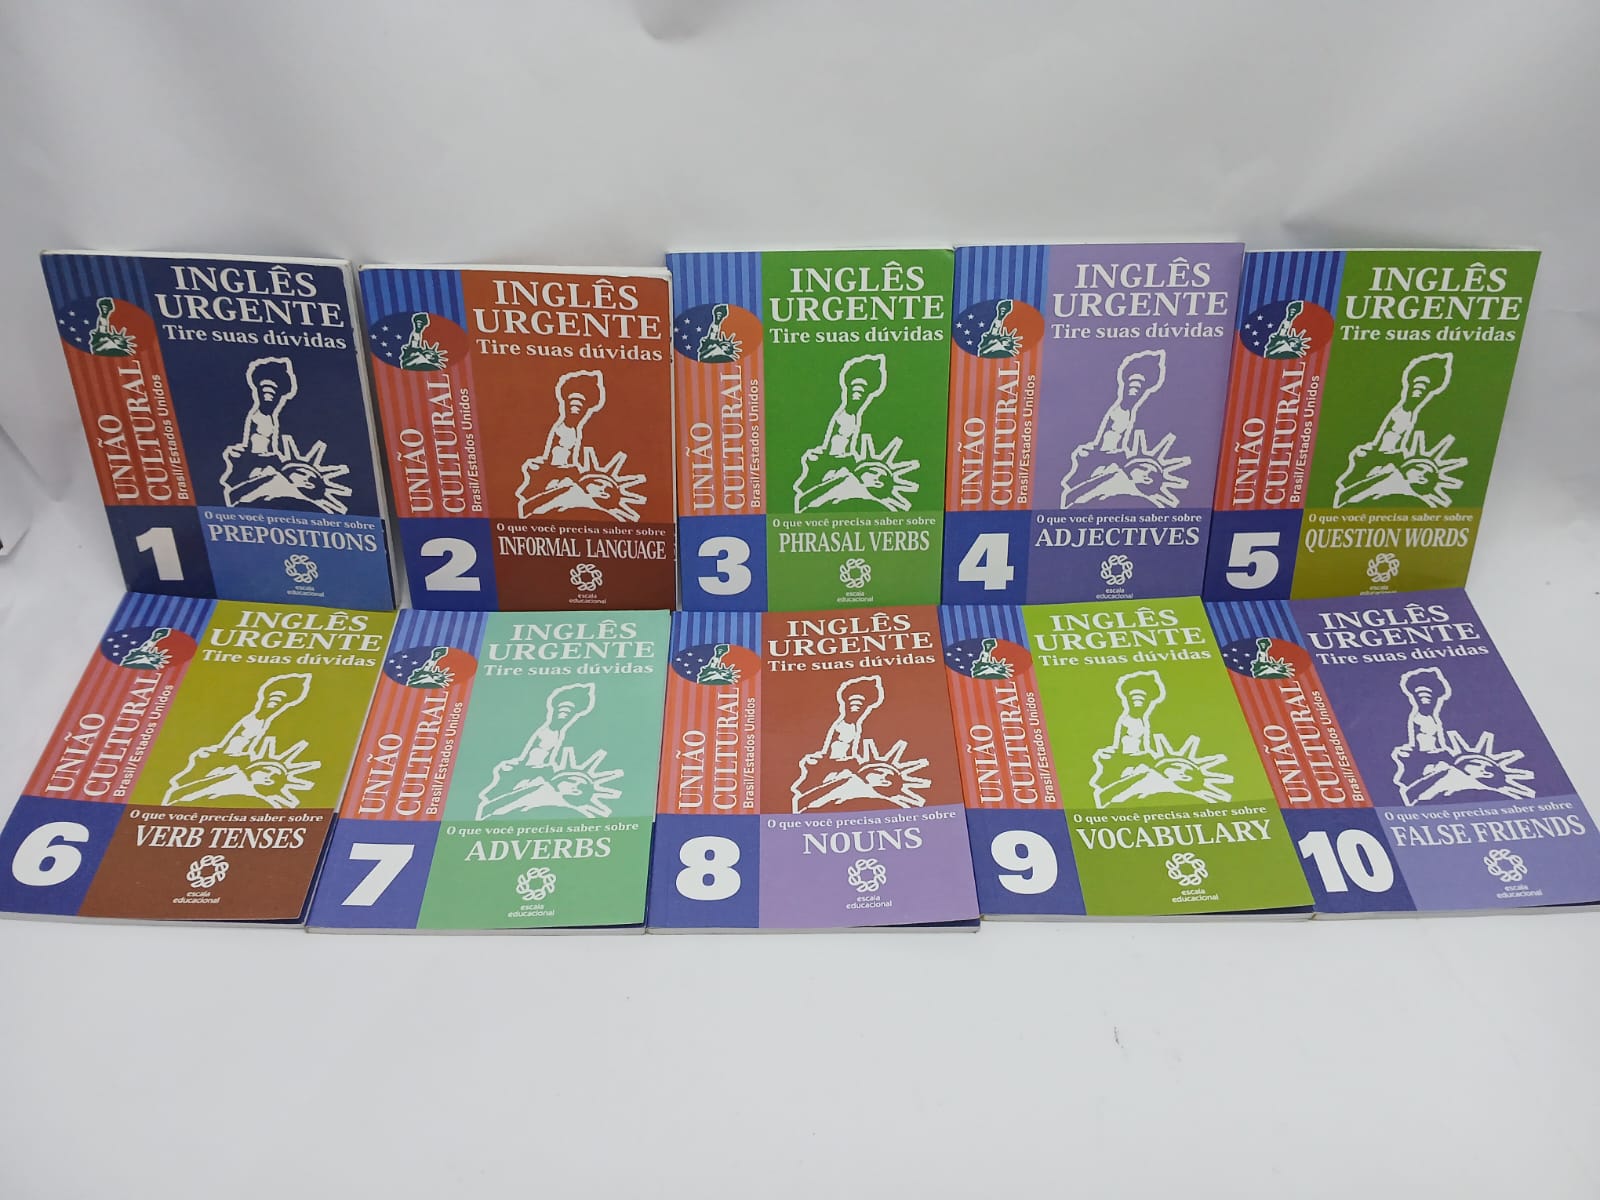 INGLÊS
URGENTE
Tire suas dúvidas
UNIÃO
CULTURAL
Brasil/Estados Unidos
1
O que você precisa saber sobre
PREPOSITIONS
escala
educacional
INGLÊS
URGENTE
Tire suas dúvidas
UNIÃO
CULTURAL
Brasil/Estados Unidos
2
O que você precisa saber sobre
INFORMAL LANGUAGE
escala
educacional
INGLÊS
URGENTE
Tire suas dúvidas
UNIÃO
CULTURAL
Brasil/Estados Unidos
3
O que você precisa saber sobre
PHRASAL VERBS
escala
educacional
INGLÊS
URGENTE
Tire suas dúvidas
UNIÃO
CULTURAL
Brasil/Estados Unidos
4
O que você precisa saber sobre
ADJECTIVES
escala
educacional
INGLÊS
URGENTE
Tire suas dúvidas
UNIÃO
CULTURAL
Brasil/Estados Unidos
5
O que você precisa saber sobre
QUESTION WORDS
escala
INGLÊS
URGENTE
Tire suas dúvidas
UNIÃO
CULTURAL
Brasil/Estados Unidos
6
O que você precisa saber sobre
VERB TENSES
escala
educacional
INGLÊS
URGENTE
Tire suas dúvidas
UNIÃO
CULTURAL
Brasil/Estados Unidos
7
O que você precisa saber sobre
ADVERBS
escala
educacional
INGLÊS
URGENTE
Tire suas dúvidas
UNIÃO
CULTURAL
Brasil/Estados Unidos
8
O que você precisa saber sobre
NOUNS
escala
educacional
INGLÊS
URGENTE
Tire suas dúvidas
UNIÃO
CULTURAL
Brasil/Estados Unidos
9
O que você precisa saber sobre
VOCABULARY
escala
educacional
INGLÊS
URGENTE
Tire suas dúvidas
UNIÃO
CULTURAL
Brasil/Estados Unidos
10
O que você precisa saber sobre
FALSE FRIENDS
escala
educacional